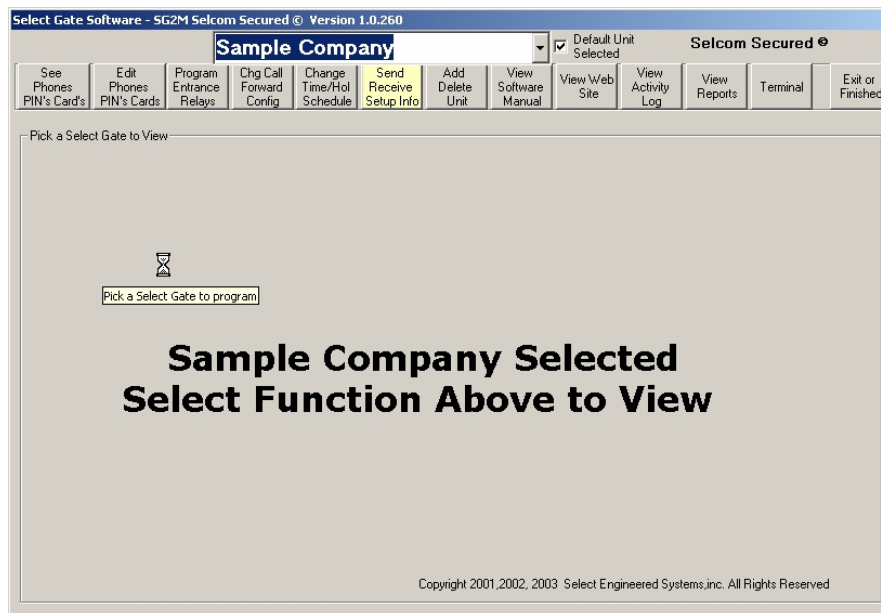 Select Gate Software - SG2M Selcom Secured © Version 1.0.260
Sample Company
Default Unit
Selected
Selcom Secured ©
See
Phones
PIN's Card's
Edit
Phones
PIN's Cards
Program
Entrance
Relays
Chg Call
Forward
Config
Change
Time/Hol
Schedule
Send
Receive
Setup Info
Add
Delete
Unit
View
Software
Manual
View Web
Site
View
Activity
Log
View
Reports
Terminal
Exit or
Finished
Pick a Select Gate to View
Pick a Select Gate to program
Sample Company Selected
Select Function Above to View
Copyright 2001,2002, 2003 Select Engineered Systems,inc. All Rights Reserved